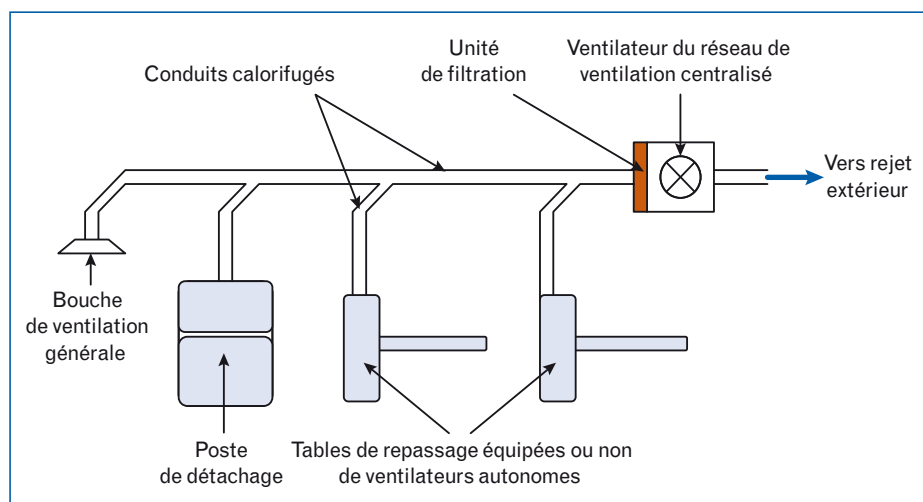 Unité
de filtration
Ventilateur du réseau de
ventilation centralisé
Conduits calorifugés
Vers rejet
extérieur
Bouche
de ventilation
générale
Poste
de détachage
Tables de repassage équipées ou non
de ventilateurs autonomes